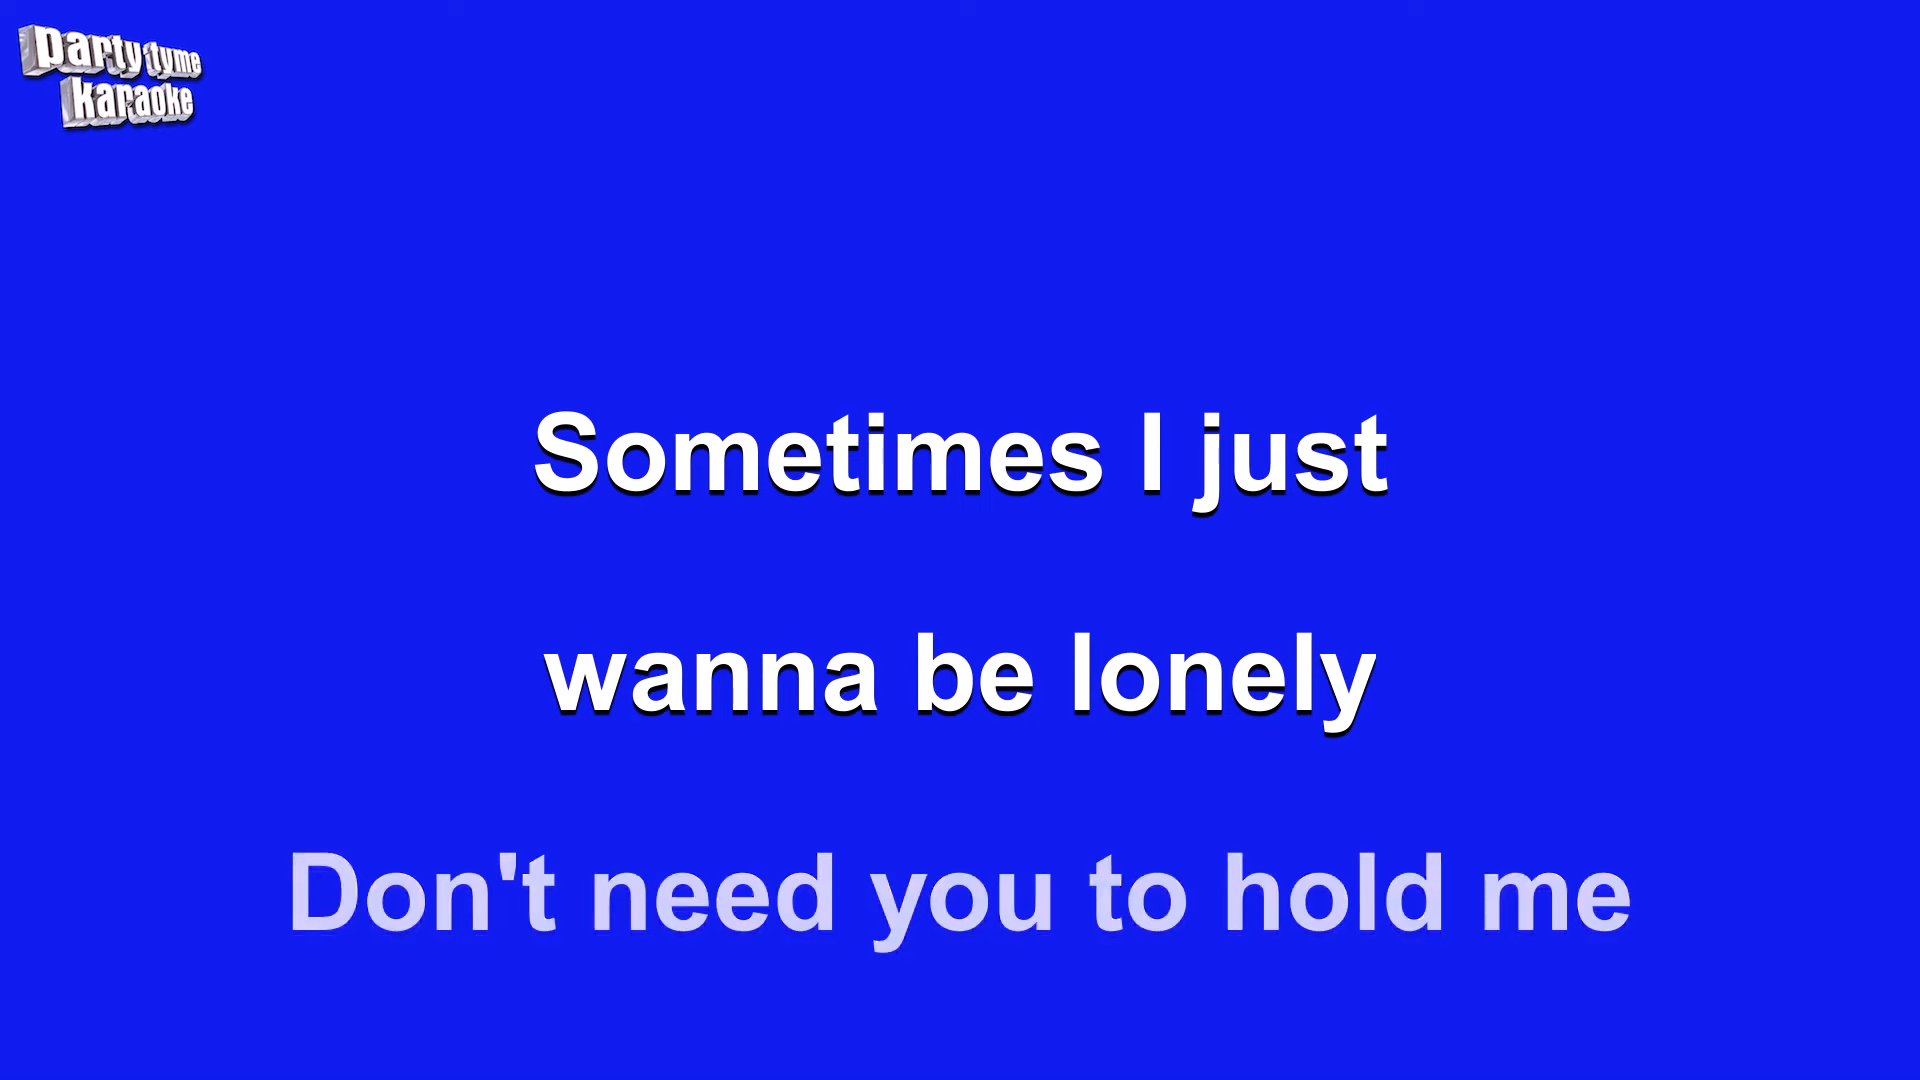 party tyme
karaoke
Sometimes I just
wanna be lonely
Don't need you to hold me